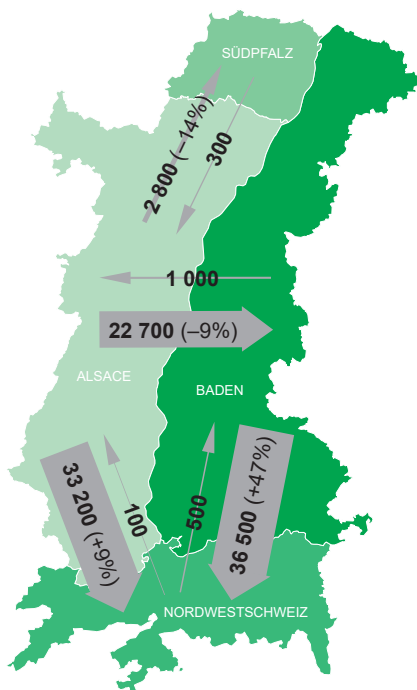 SÜDPFALZ
2 800 (–14%)
300
1 000
22 700 (–9%)
ALSACE
BADEN
33 200 (+9%)
100
500
36 500 (+47%)
NORDWESTSCHWEIZ